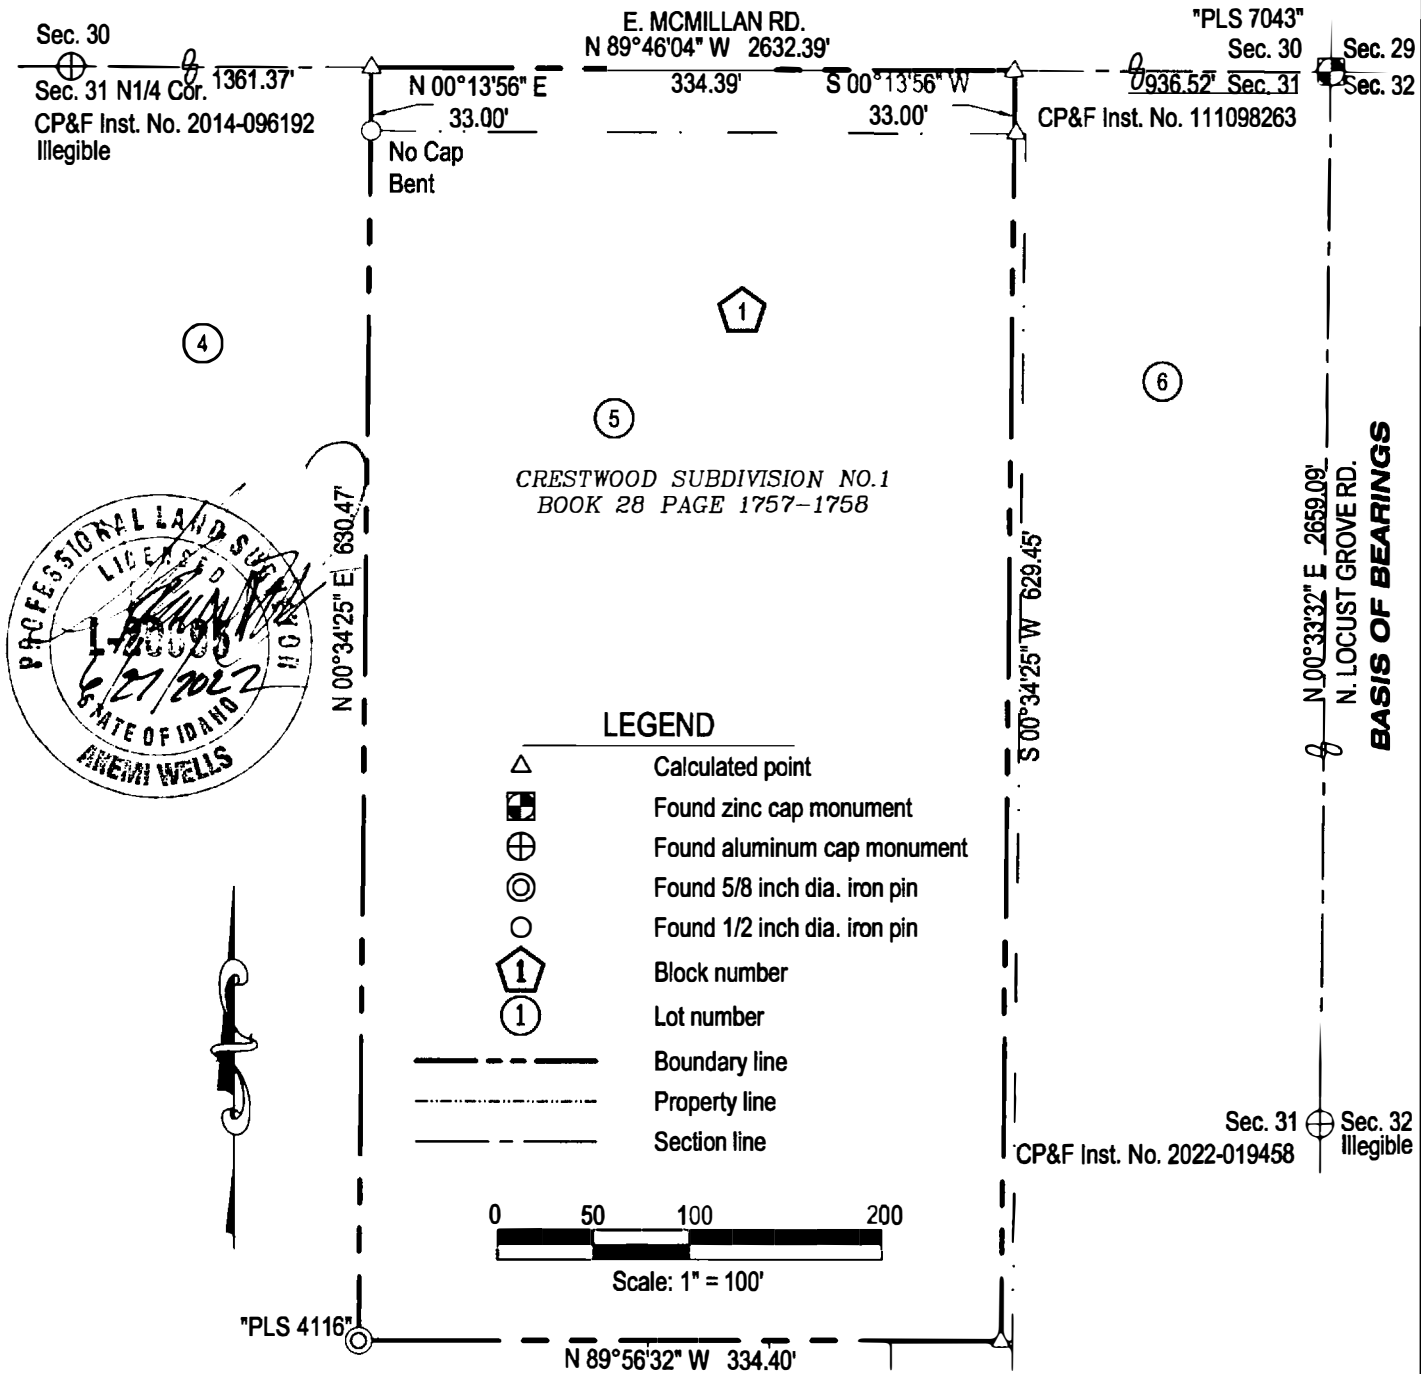 E. MCMILLAN RD.
N 89°46'04" W 2632.39'
"PLS 7043"
Sec. 30
Sec. 30
Sec. 29
Sec. 31 N1/4 Cor.
1361.37'
N 00°13'56" E
334.39'
S 00°13'56" W
936.52'
Sec. 31
Sec. 32
CP&F Inst. No. 2014-096192
33.00'
33.00'
CP&F Inst. No. 111098263
Illegible
No Cap
Bent
1
4
6
5
CRESTWOOD SUBDIVISION NO.1
BOOK 28 PAGE 1757-1758
N 00°34'25" E 630.47'
S 00°34'25" W 629.45'
N 00°33'32" E 2659.09'
N. LOCUST GROVE RD.
BASIS OF BEARINGS
PROFESSIONAL LAND
LICENSED
6/27/2022
STATE OF IDAHO
WELLS
LEGEND
Calculated point
Found zinc cap monument
Found aluminum cap monument
Found 5/8 inch dia. iron pin
Found 1/2 inch dia. iron pin
1 Block number
1 Lot number
Boundary line
Property line
Section line
Sec. 31
Sec. 32
Illegible
CP&F Inst. No. 2022-019458
0 50 100 200
Scale: 1" = 100'
"PLS 4116"
N 89°56'32" W 334.40'